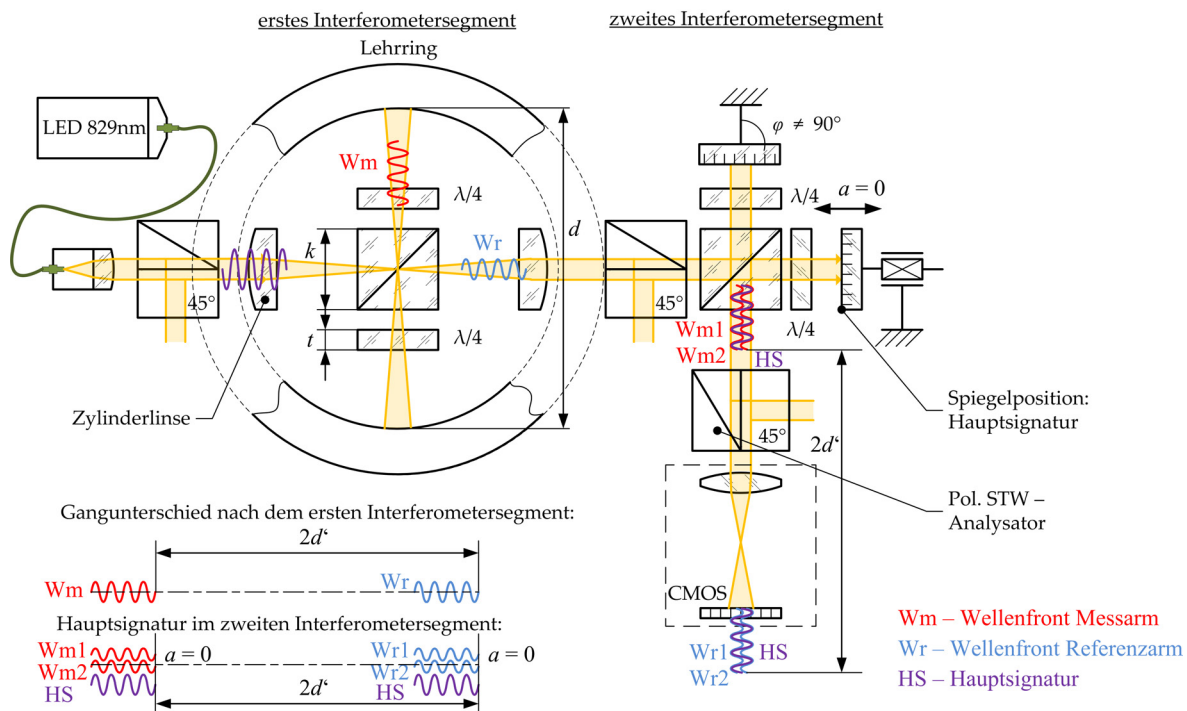 erstes Interferometersegment
zweites Interferometersegment
Lehrring
LED 829nm
φ ≠ 90°
Wm
λ/4
λ/4
a = 0
k
Wr
d
45°
45°
t
λ/4
λ/4
Wm1
Wm2
HS
Zylinderlinse
Spiegelposition:
Hauptsignatur
45°
2d‘
Pol. STW –
Analysator
Gangunterschied nach dem ersten Interferometersegment:
2d‘
Wm
Wr
CMOS
Hauptsignatur im zweiten Interferometersegment:
Wm1
Wm2
HS
a = 0
Wr1
Wr2
HS
a = 0
2d‘
Wr1
Wr2
HS
Wm – Wellenfront Messarm
Wr – Wellenfront Referenzarm
HS – Hauptsignatur